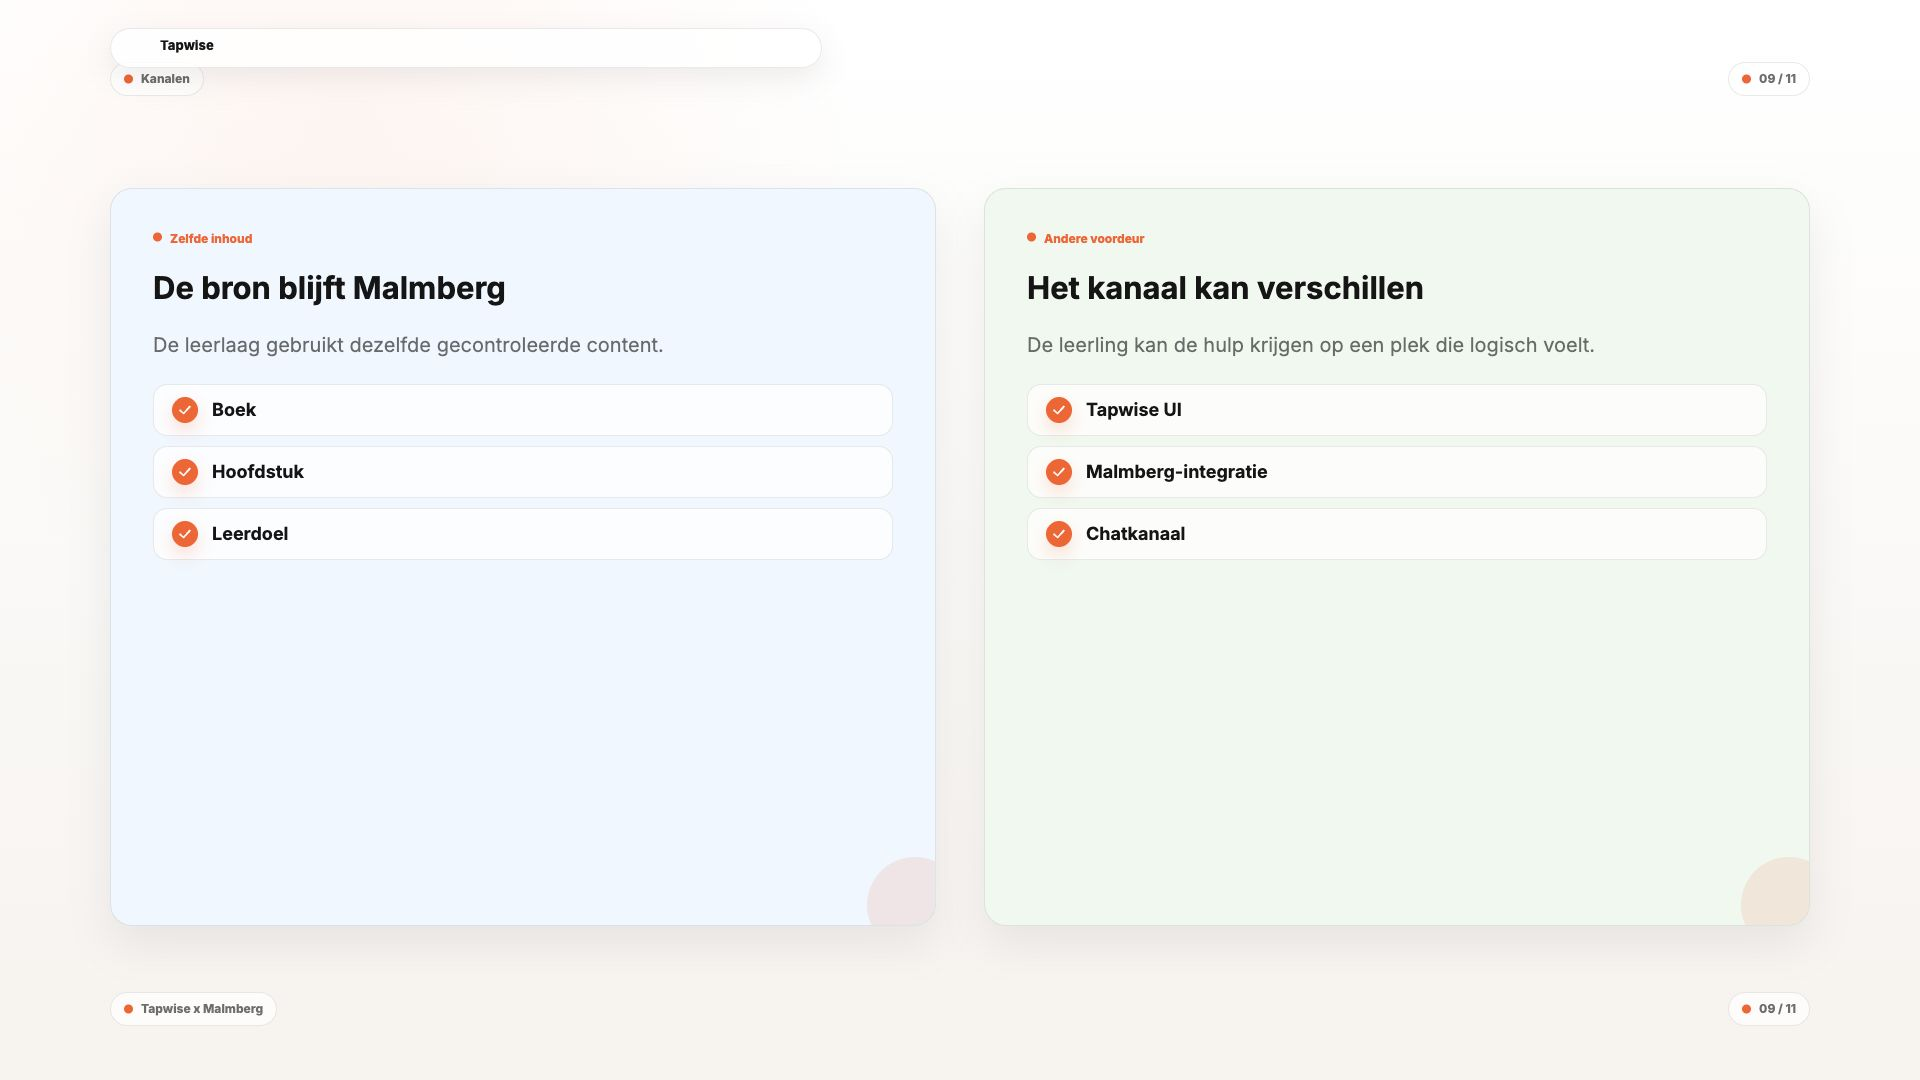 Tapwise
Kanalen
09 / 11
Zelfde inhoud
De bron blijft Malmberg
De leerlaag gebruikt dezelfde gecontroleerde content.
Boek
Hoofdstuk
Leerdoel
Andere voordeur
Het kanaal kan verschillen
De leerling kan de hulp krijgen op een plek die logisch voelt.
Tapwise UI
Malmberg-integratie
Chatkanaal
Tapwise x Malmberg
09 / 11